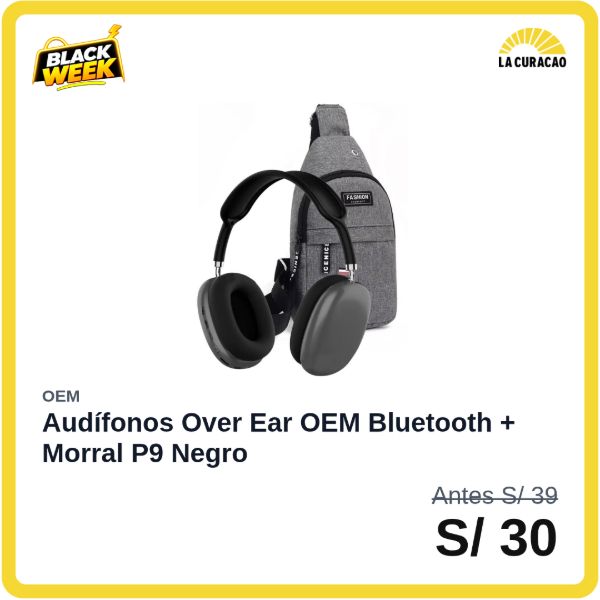 BLACK
WEEK
LA CURACAO
FASHION
OEM
Audífonos Over Ear OEM Bluetooth +
Morral P9 Negro
Antes S/ 39
S/ 30